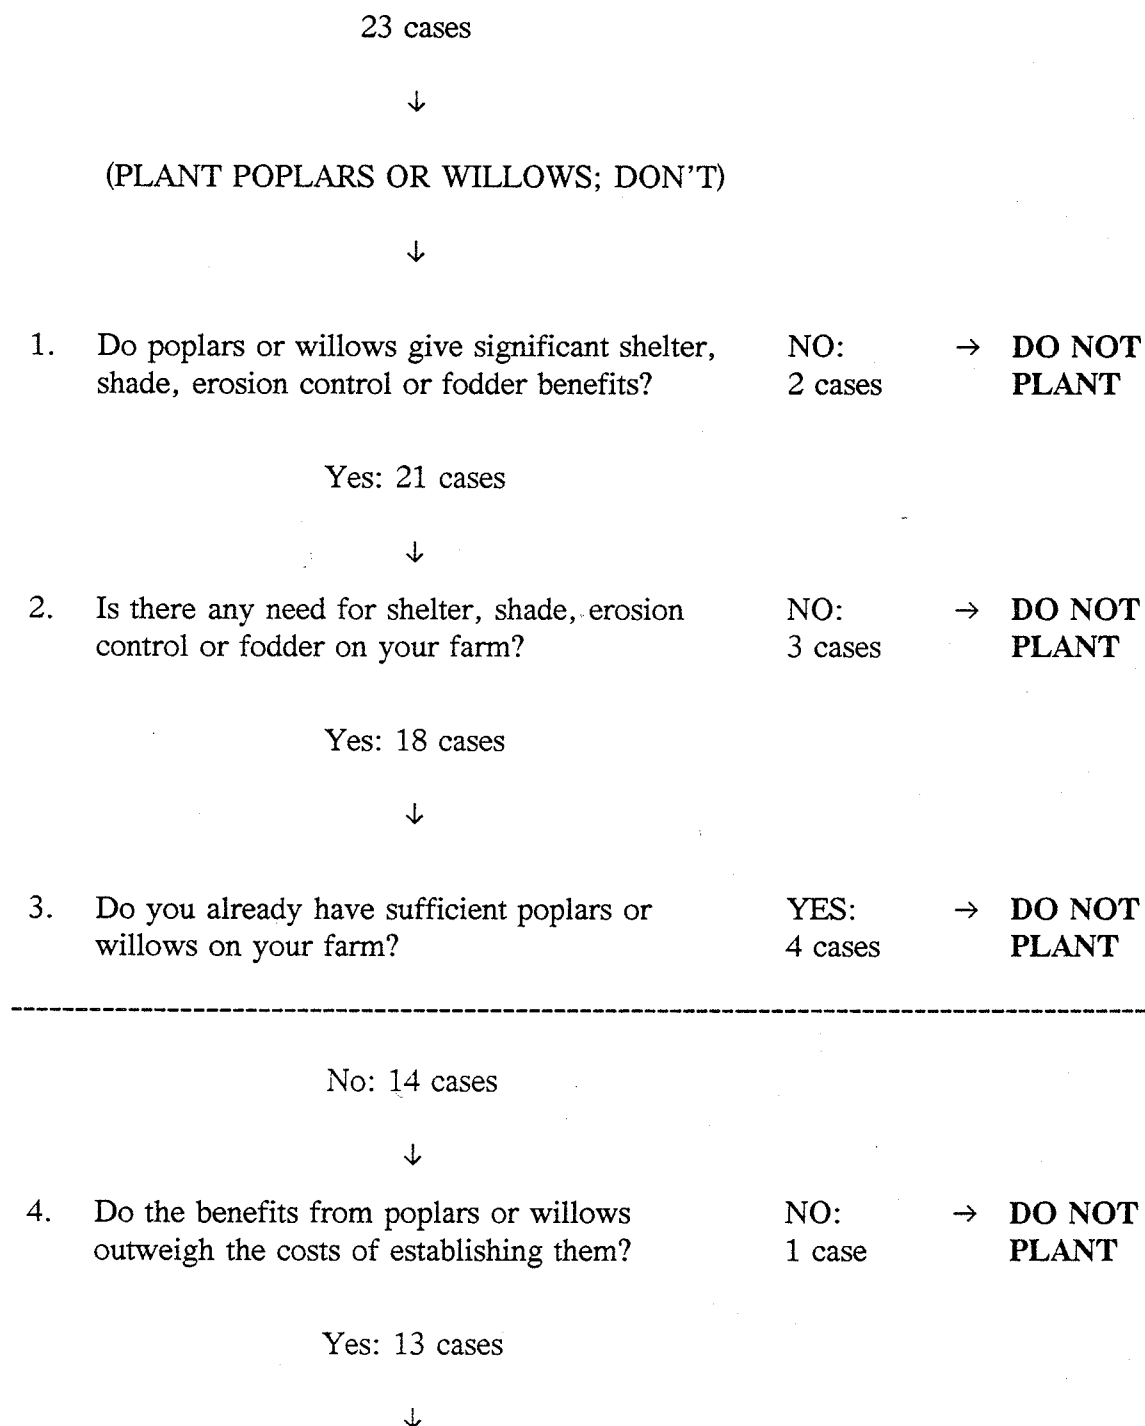 23 cases
↓
(PLANT POPLARS OR WILLOWS; DON'T)
↓
1. Do poplars or willows give significant shelter, NO: → DO NOT
shade, erosion control or fodder benefits? 2 cases PLANT
Yes: 21 cases
↓
2. Is there any need for shelter, shade, erosion NO: → DO NOT
control or fodder on your farm? 3 cases PLANT
Yes: 18 cases
↓
3. Do you already have sufficient poplars or YES: → DO NOT
willows on your farm? 4 cases PLANT
No: 14 cases
↓
4. Do the benefits from poplars or willows NO: → DO NOT
outweigh the costs of establishing them? 1 case PLANT
Yes: 13 cases
↓